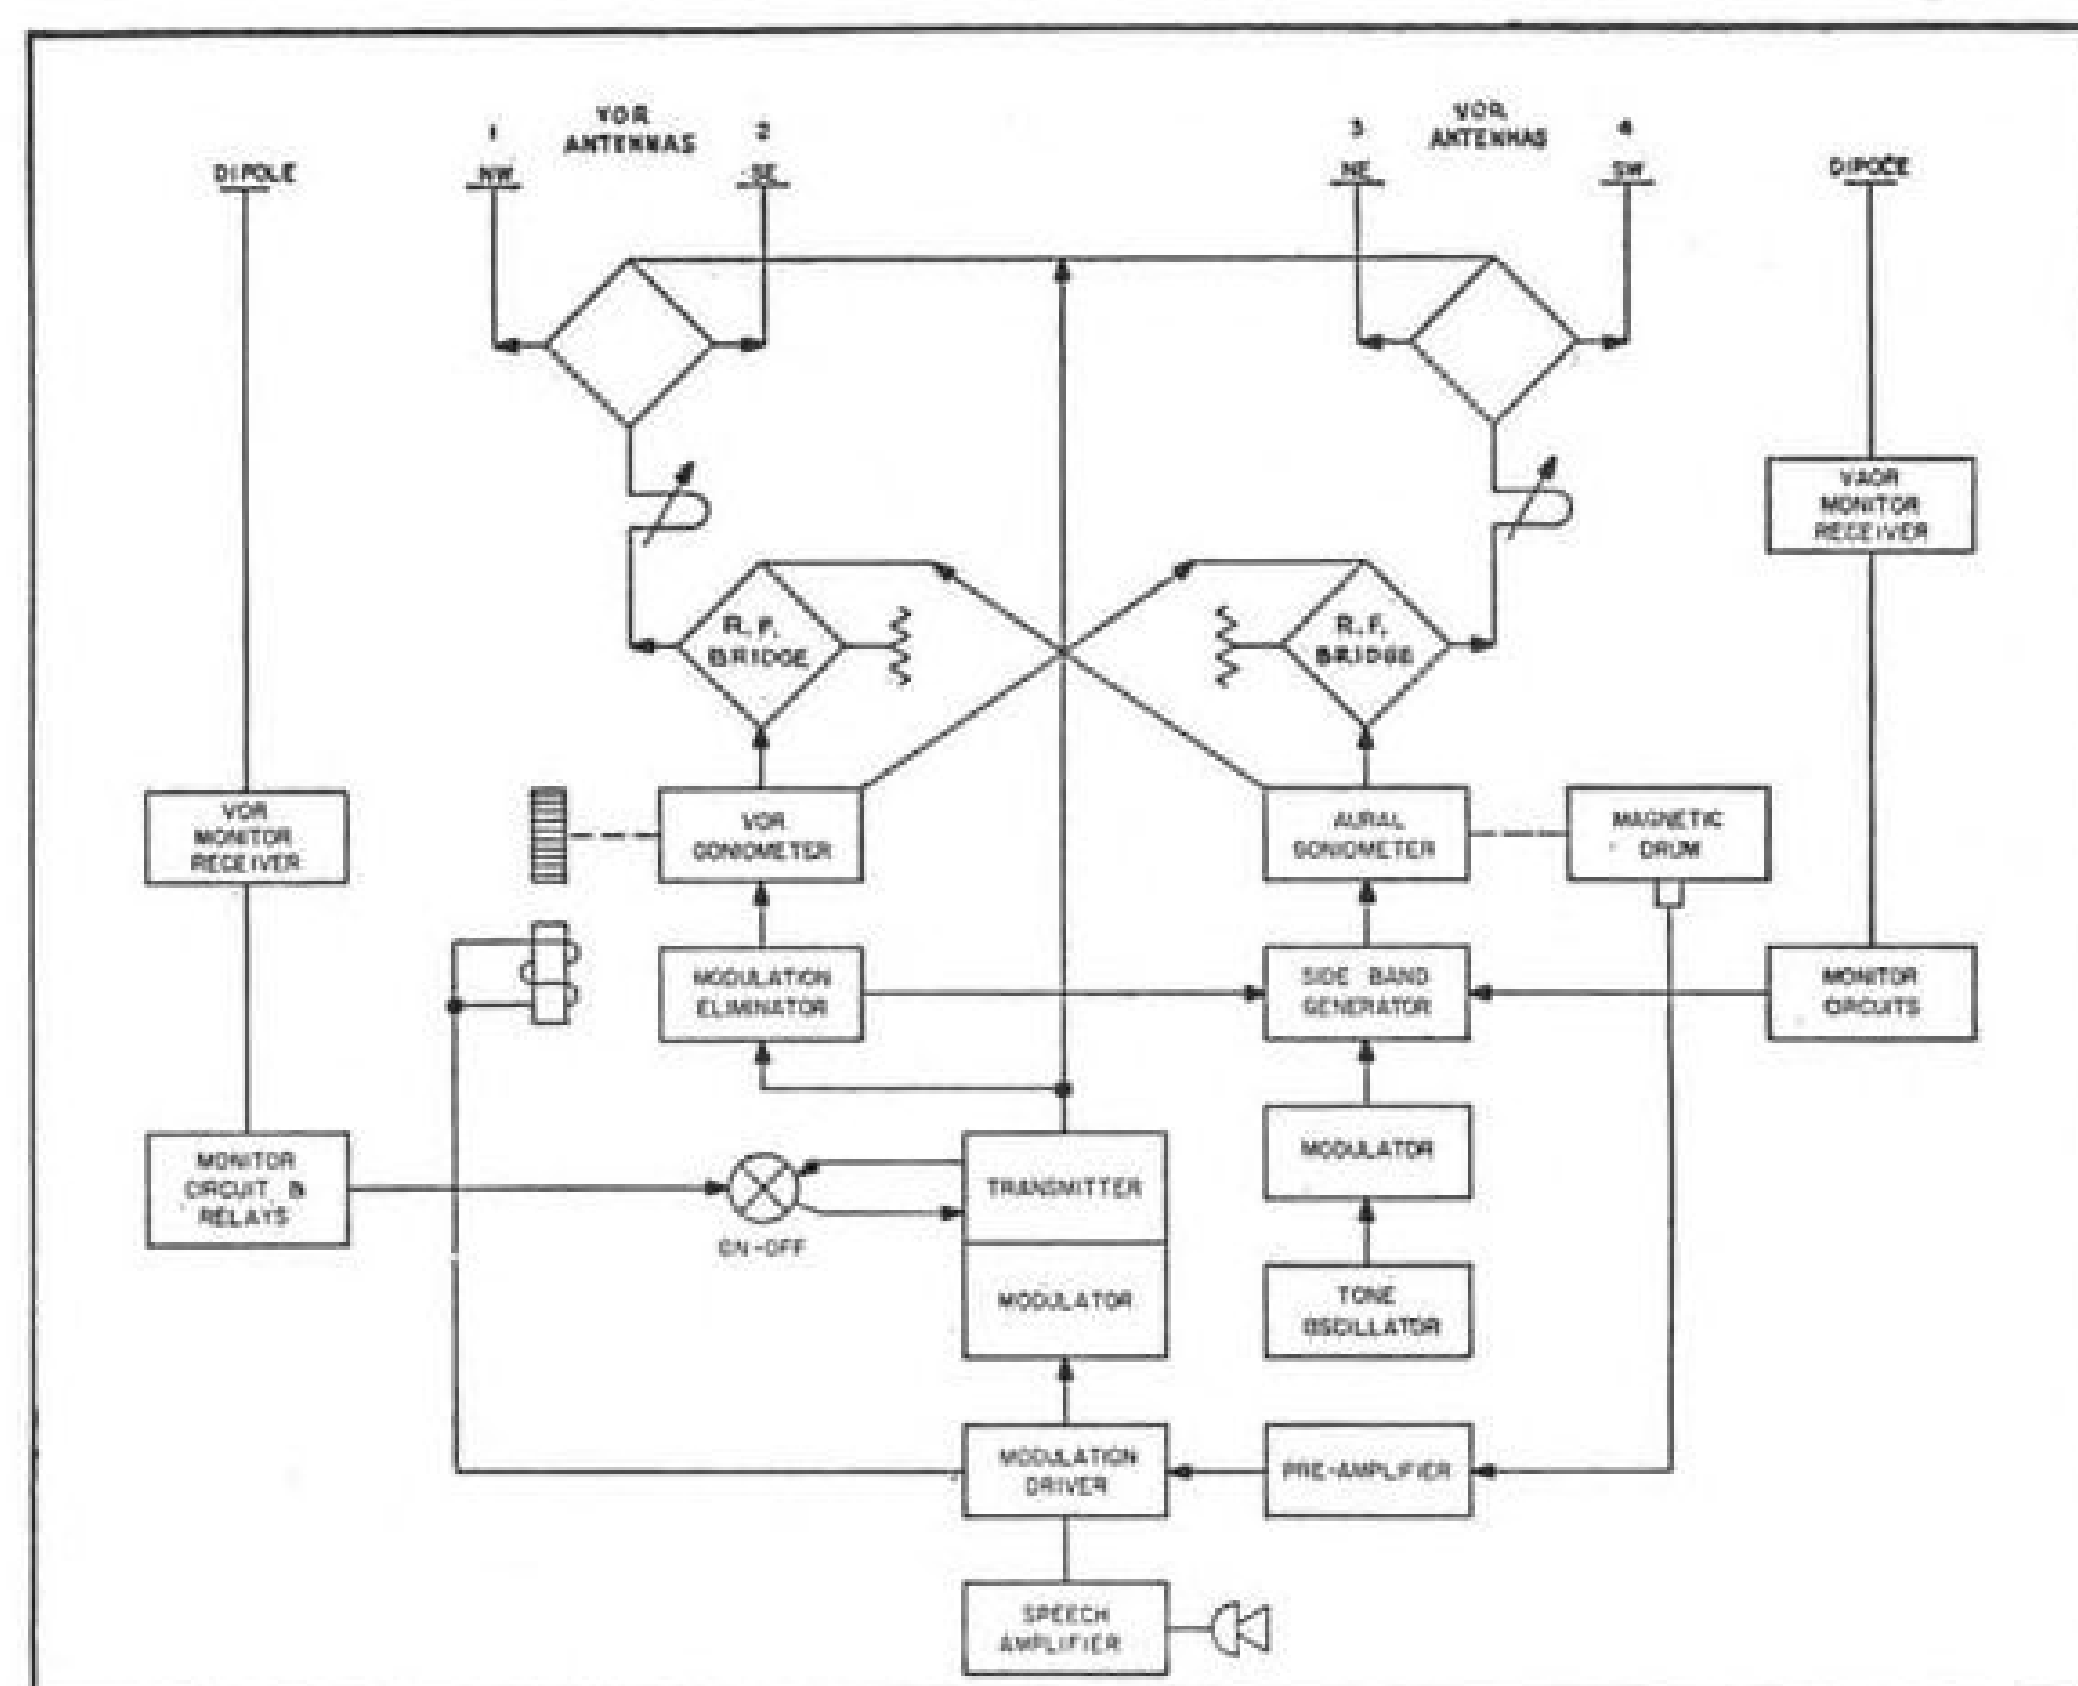 VOR
ANTENNAS
1
2
NW
SE
DIPOLE
VOR
ANTENNAS
3
4
NE
SW
DIPOLE
VAOR
MONITOR
RECEIVER
R.F.
BRIDGE
R.F.
BRIDGE
VOR
MONITOR
RECEIVER
VOR
GONIOMETER
AURAL
GONIOMETER
MAGNETIC
DRUM
MODULATION
ELIMINATOR
SIDE BAND
GENERATOR
MONITOR
CIRCUITS
MONITOR
CIRCUIT &
RELAYS
ON-OFF
TRANSMITTER
MODULATOR
MODULATOR
TONE
OSCILLATOR
MODULATION
DRIVER
PRE-AMPLIFIER
SPEECH
AMPLIFIER